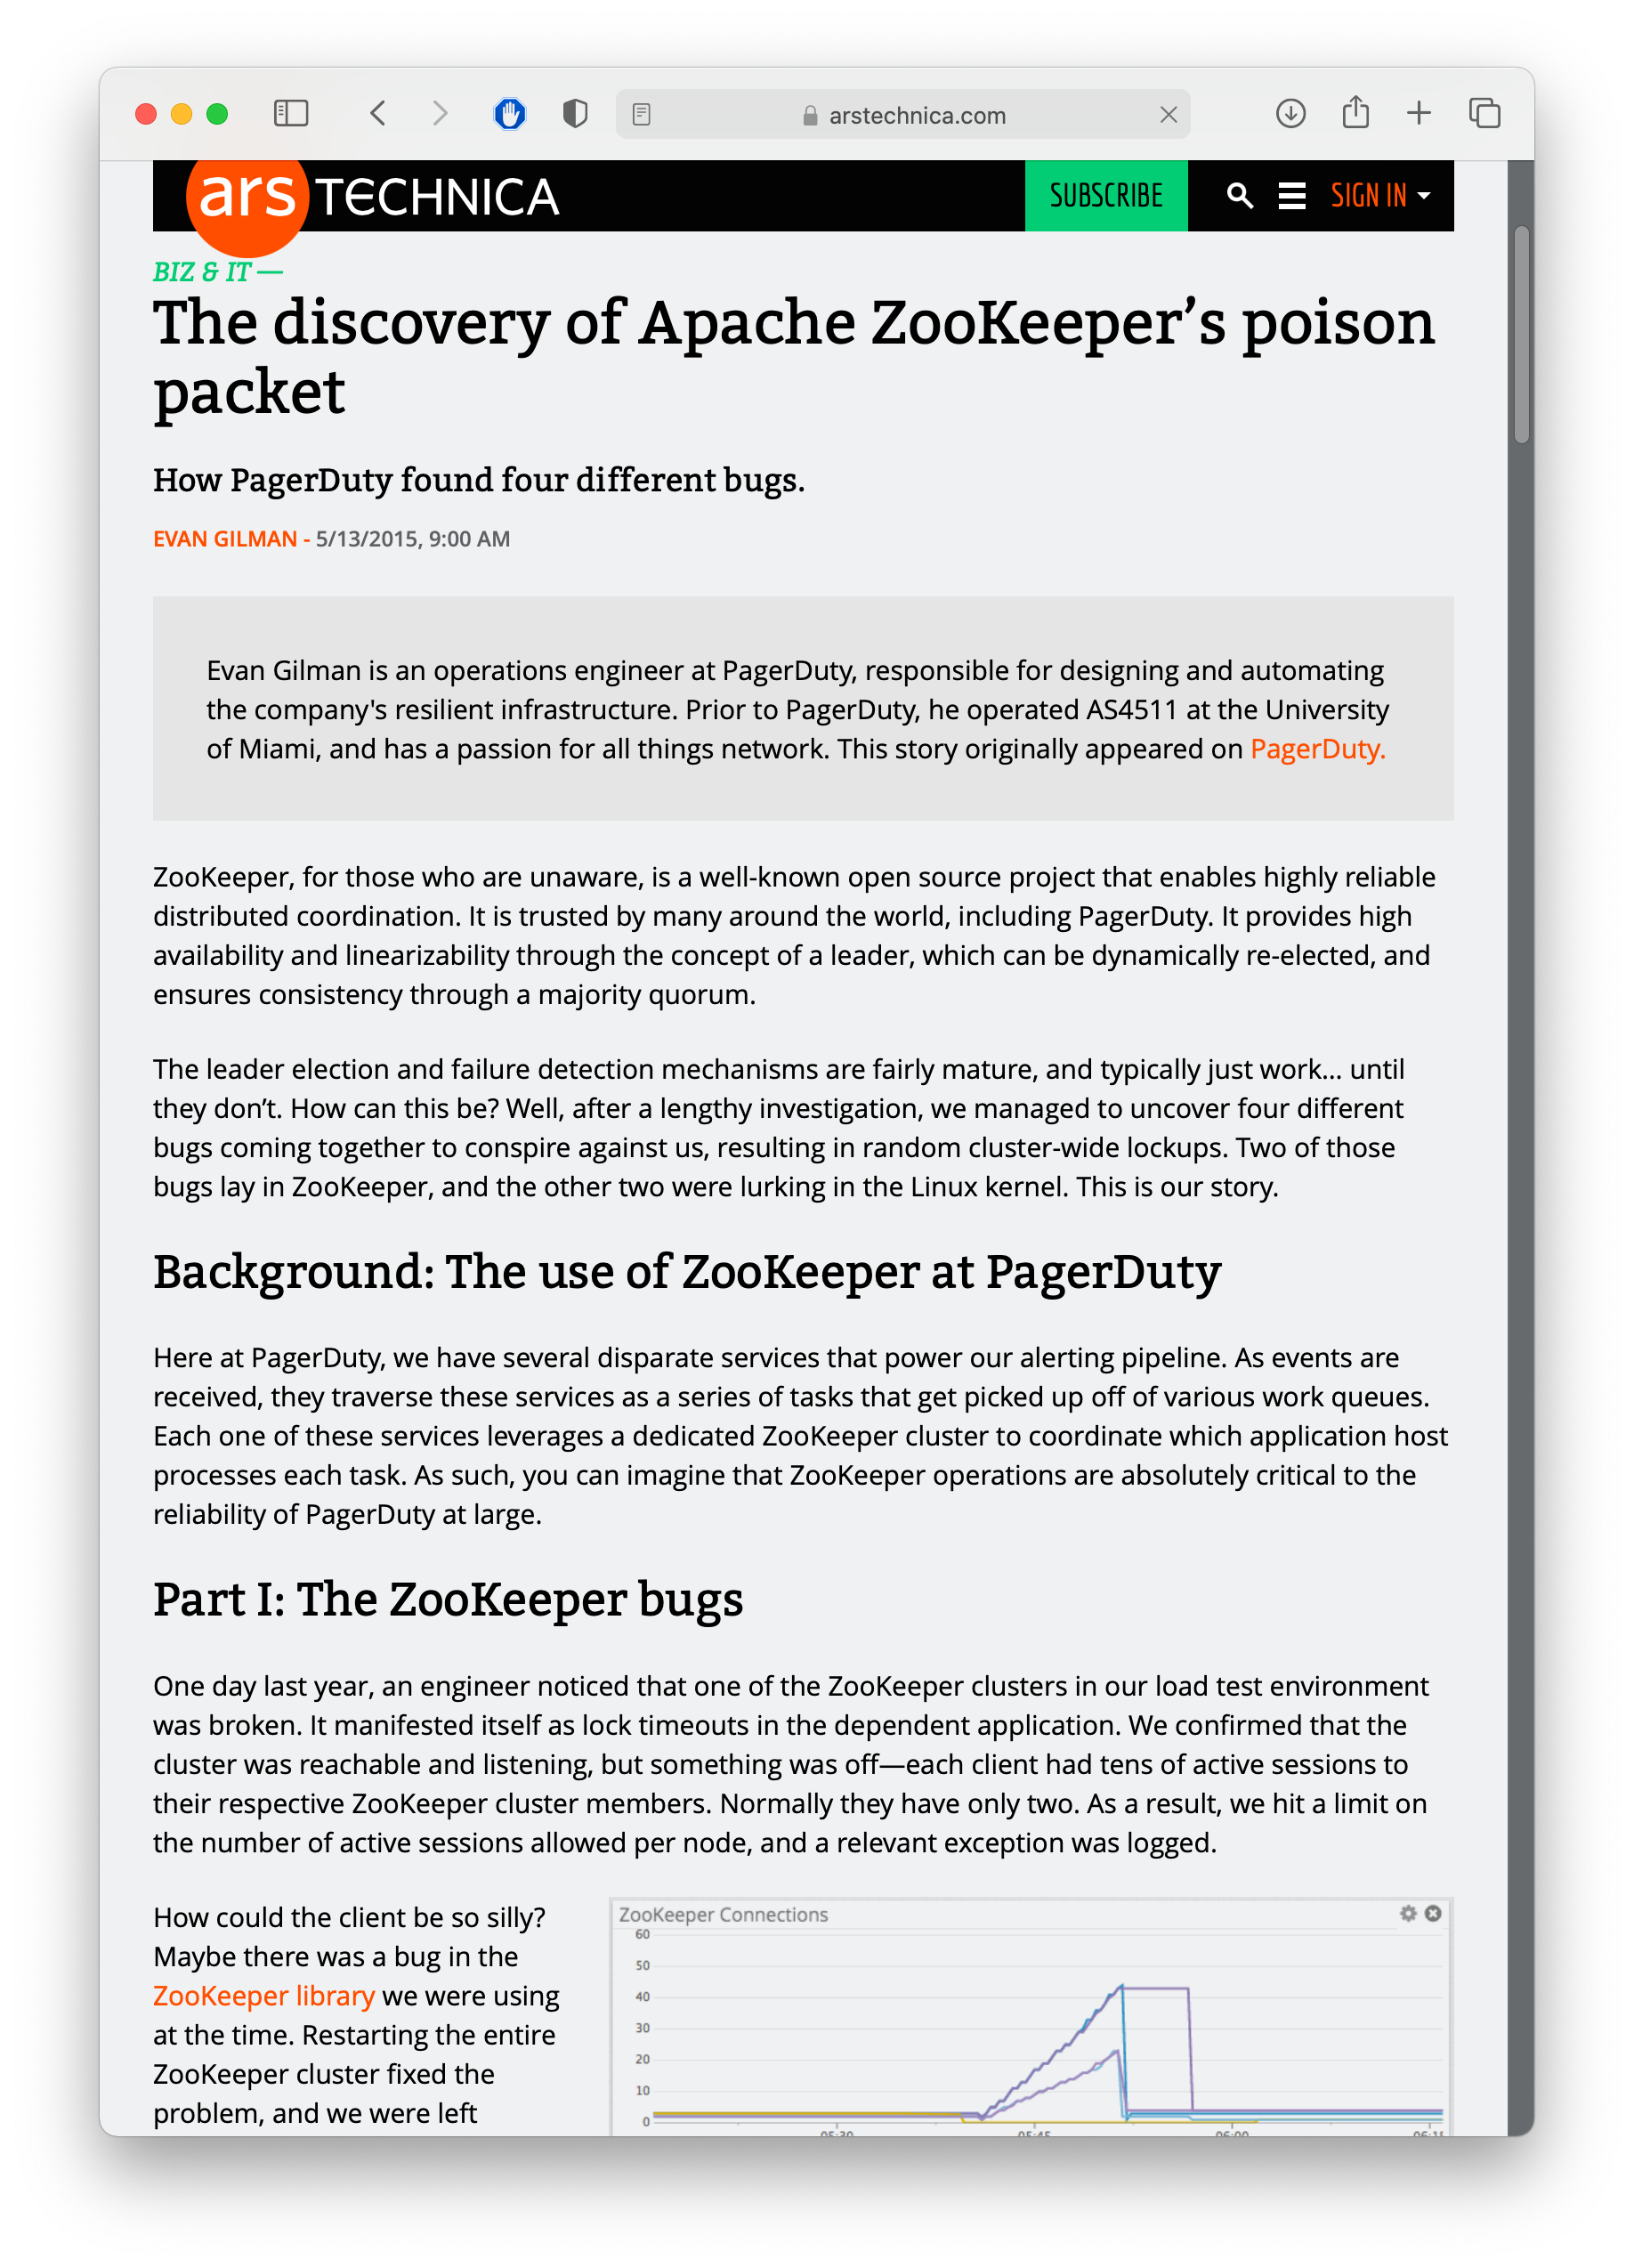 arstechnica.com
ars TECHNICA
SUBSCRIBE
SIGN IN
BIZ & IT —
The discovery of Apache ZooKeeper’s poison
packet
How PagerDuty found four different bugs.
EVAN GILMAN - 5/13/2015, 9:00 AM
Evan Gilman is an operations engineer at PagerDuty, responsible for designing and automating
the company's resilient infrastructure. Prior to PagerDuty, he operated AS4511 at the University
of Miami, and has a passion for all things network. This story originally appeared on PagerDuty.
ZooKeeper, for those who are unaware, is a well-known open source project that enables highly reliable
distributed coordination. It is trusted by many around the world, including PagerDuty. It provides high
availability and linearizability through the concept of a leader, which can be dynamically re-elected, and
ensures consistency through a majority quorum.
The leader election and failure detection mechanisms are fairly mature, and typically just work... until
they don’t. How can this be? Well, after a lengthy investigation, we managed to uncover four different
bugs coming together to conspire against us, resulting in random cluster-wide lockups. Two of those
bugs lay in ZooKeeper, and the other two were lurking in the Linux kernel. This is our story.
Background: The use of ZooKeeper at PagerDuty
Here at PagerDuty, we have several disparate services that power our alerting pipeline. As events are
received, they traverse these services as a series of tasks that get picked up off of various work queues.
Each one of these services leverages a dedicated ZooKeeper cluster to coordinate which application host
processes each task. As such, you can imagine that ZooKeeper operations are absolutely critical to the
reliability of PagerDuty at large.
Part I: The ZooKeeper bugs
One day last year, an engineer noticed that one of the ZooKeeper clusters in our load test environment
was broken. It manifested itself as lock timeouts in the dependent application. We confirmed that the
cluster was reachable and listening, but something was off—each client had tens of active sessions to
their respective ZooKeeper cluster members. Normally they have only two. As a result, we hit a limit on
the number of active sessions allowed per node, and a relevant exception was logged.
How could the client be so silly?
Maybe there was a bug in the
ZooKeeper library we were using
at the time. Restarting the entire
ZooKeeper cluster fixed the
problem, and we were left
ZooKeeper Connections
60
50
40
30
20
10
0
05:30
05:45
06:00